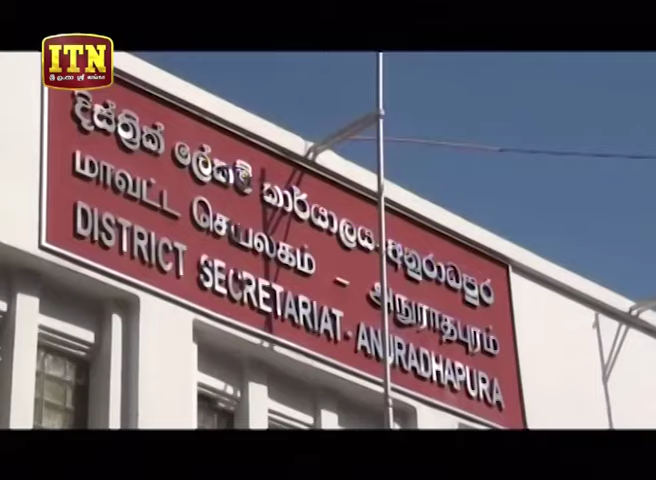 ITN
දිස්ත්‍රික් ලේකම් කාර්යාලය - අනුරාධපුර
மாவட்ட செயலகம் - அநுராதபுரம்
DISTRICT SECRETARIAT - ANURADHAPURA